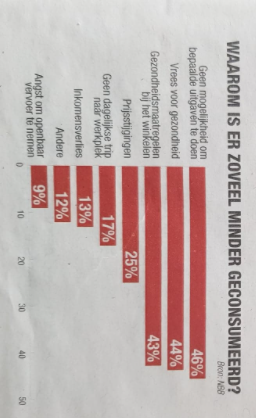 WAAROM IS ER ZOVEEL MINDER GECONSUMEERD?
Bron: NBB
Geen mogelijkheid om
bepaalde uitgaven te doen
46%
Vrees voor gezondheid
44%
Gezondheidsmaatregelen
bij het winkelen
43%
Prijsstijgingen
25%
Geen dagelijkse trip
naar werkplek
17%
Inkomensverlies
13%
Andere
12%
Angst om openbaar
vervoer te nemen
9%
0 10 20 30 40 50